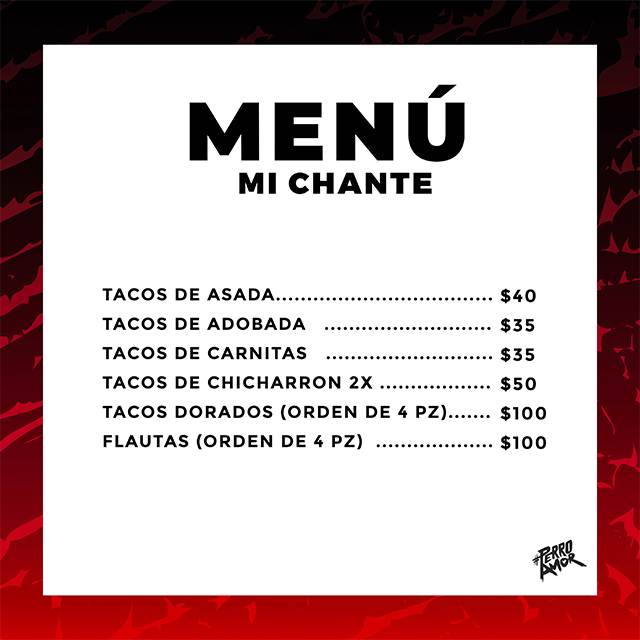 MENÚ
MI CHANTE
TACOS DE ASADA................................... $40
TACOS DE ADOBADA ........................... $35
TACOS DE CARNITAS ........................... $35
TACOS DE CHICHARRON 2X .................. $50
TACOS DORADOS (ORDEN DE 4 PZ)....... $100
FLAUTAS (ORDEN DE 4 PZ) ................... $100
#PERRO
AMOR